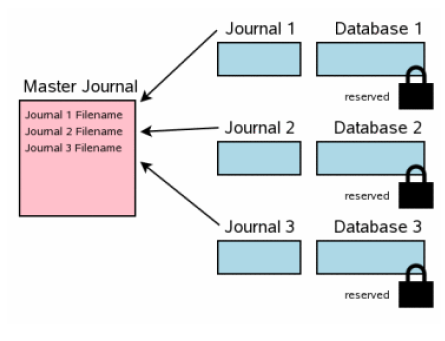 Journal 1 Database 1
Master Journal
Journal 1 Filename
Journal 2 Filename
Journal 3 Filename
reserved
Journal 2 Database 2
reserved
Journal 3 Database 3
reserved